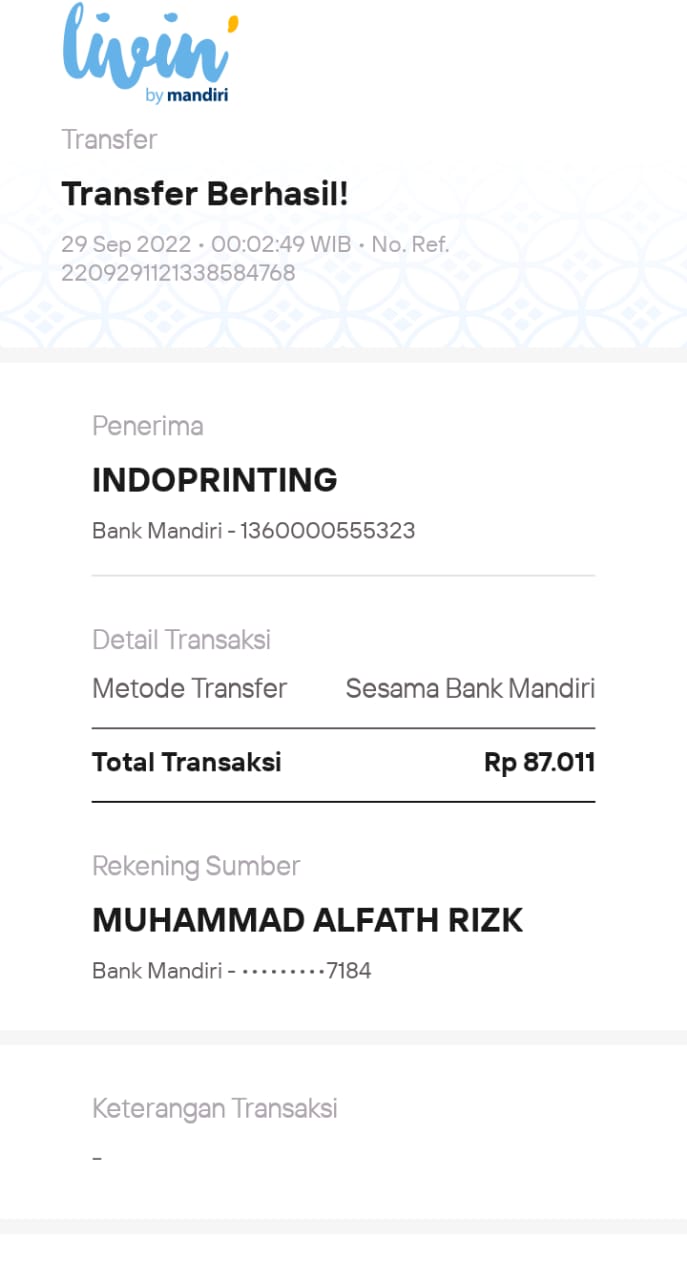 livin'
by mandiri
Transfer
Transfer Berhasil!
29 Sep 2022 • 00:02:49 WIB • No. Ref.
2209291121338584768
Penerima
INDOPRINTING
Bank Mandiri - 1360000555323
Detail Transaksi
Metode Transfer Sesama Bank Mandiri
Total Transaksi Rp 87.011
Rekening Sumber
MUHAMMAD ALFATH RIZK
Bank Mandiri - •••••••••7184
Keterangan Transaksi
-